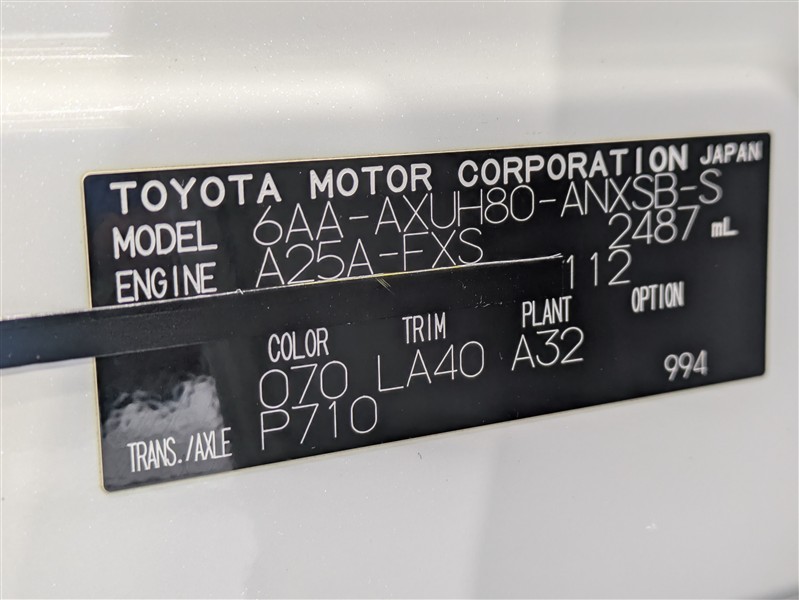 TOYOTA MOTOR CORPORATION JAPAN
MODEL 6AA-AXUH80-ANXSB-S
ENGINE A25A-FXS 2487 mL
112
COLOR TRIM PLANT OPTION
070 LA40 A32
TRANS./AXLE P710 994